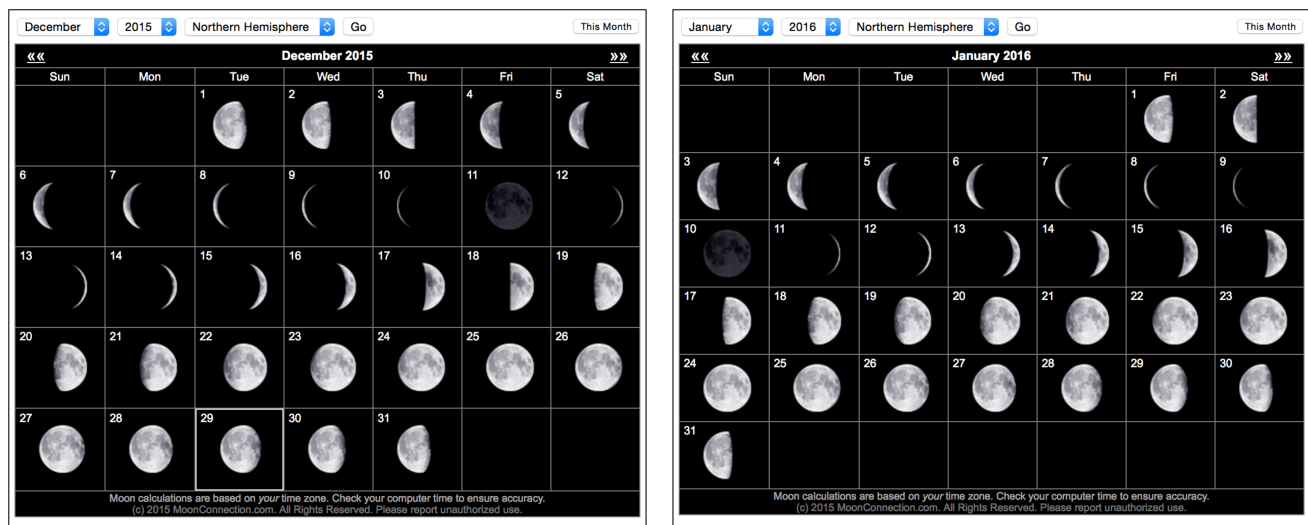 December 2015 Northern Hemisphere Go This Month
«« December 2015 »»
Sun Mon Tue Wed Thu Fri Sat
1 2 3 4 5
6 7 8 9 10 11 12
13 14 15 16 17 18 19
20 21 22 23 24 25 26
27 28 29 30 31
Moon calculations are based on your time zone. Check your computer time to ensure accuracy.
(c) 2015 MoonConnection.com. All Rights Reserved. Please report unauthorized use.
January 2016 Northern Hemisphere Go This Month
«« January 2016 »»
Sun Mon Tue Wed Thu Fri Sat
1 2
3 4 5 6 7 8 9
10 11 12 13 14 15 16
17 18 19 20 21 22 23
24 25 26 27 28 29 30
31
Moon calculations are based on your time zone. Check your computer time to ensure accuracy.
(c) 2015 MoonConnection.com. All Rights Reserved. Please report unauthorized use.